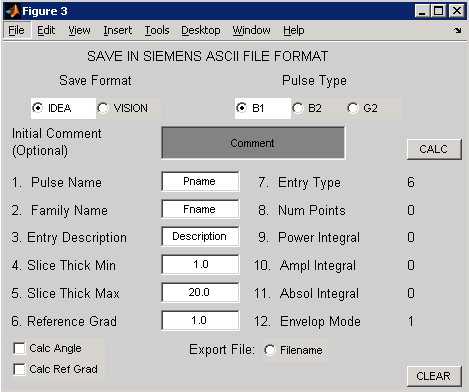 Figure 3
File Edit View Insert Tools Desktop Window Help
SAVE IN SIEMENS ASCII FILE FORMAT
Save Format Pulse Type
IDEA VISION B1 B2 G2
Initial Comment
(Optional)
Comment
CALC
1. Pulse Name Pname 7. Entry Type 6
2. Family Name Fname 8. Num Points 0
3. Entry Description Description 9. Power Integral 0
4. Slice Thick Min 1.0 10. Ampl Integral 0
5. Slice Thick Max 20.0 11. Absol Integral 0
6. Reference Grad 1.0 12. Envelop Mode 1
Calc Angle Export File: Filename
Calc Ref Grad
CLEAR